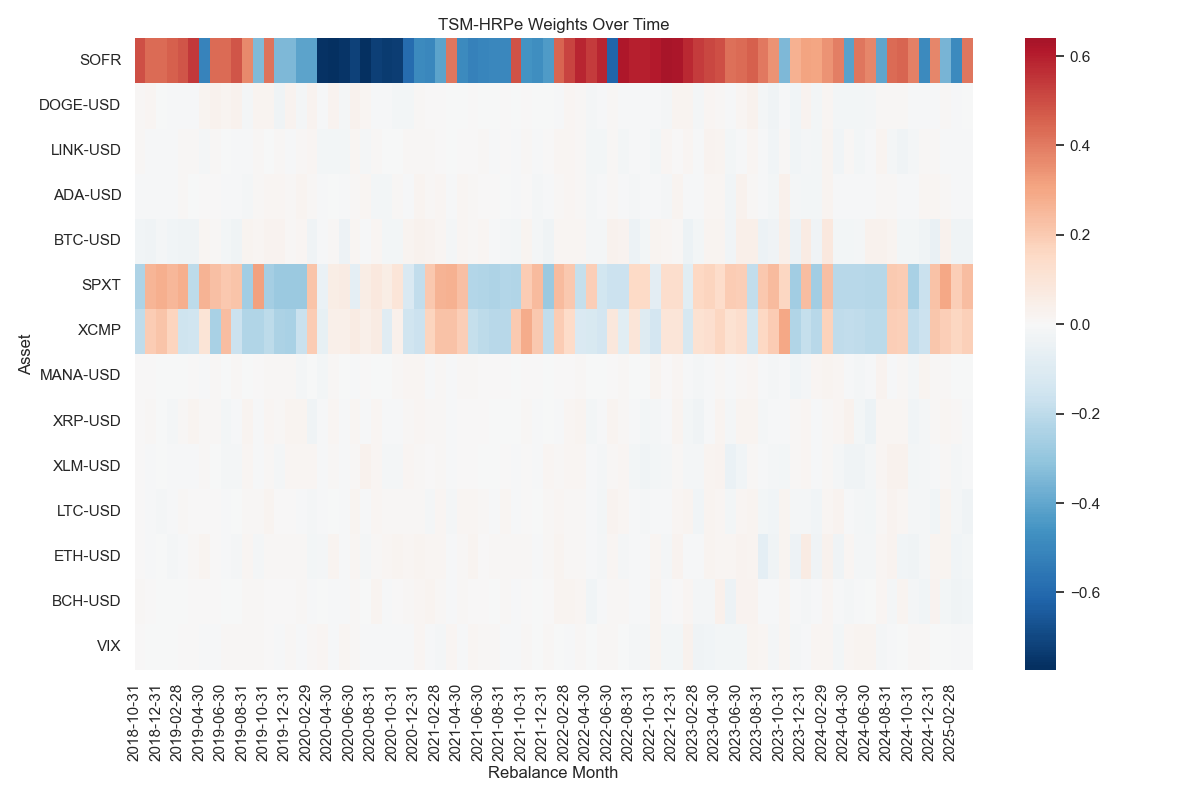 TSM-HRPe Weights Over Time
SOFR
DOGE-USD
LINK-USD
ADA-USD
BTC-USD
SPXT
XCMP
MANA-USD
XRP-USD
XLM-USD
LTC-USD
ETH-USD
BCH-USD
VIX
Asset
2018-10-31
2018-12-31
2019-02-28
2019-04-30
2019-06-30
2019-08-31
2019-10-31
2019-12-31
2020-02-29
2020-04-30
2020-06-30
2020-08-31
2020-10-31
2020-12-31
2021-02-28
2021-04-30
2021-06-30
2021-08-31
2021-10-31
2021-12-31
2022-02-28
2022-04-30
2022-06-30
2022-08-31
2022-10-31
2022-12-31
2023-02-28
2023-04-30
2023-06-30
2023-08-31
2023-10-31
2023-12-31
2024-02-29
2024-04-30
2024-06-30
2024-08-31
2024-10-31
2024-12-31
2025-02-28
Rebalance Month
0.6
0.4
0.2
0.0
−0.2
−0.4
−0.6